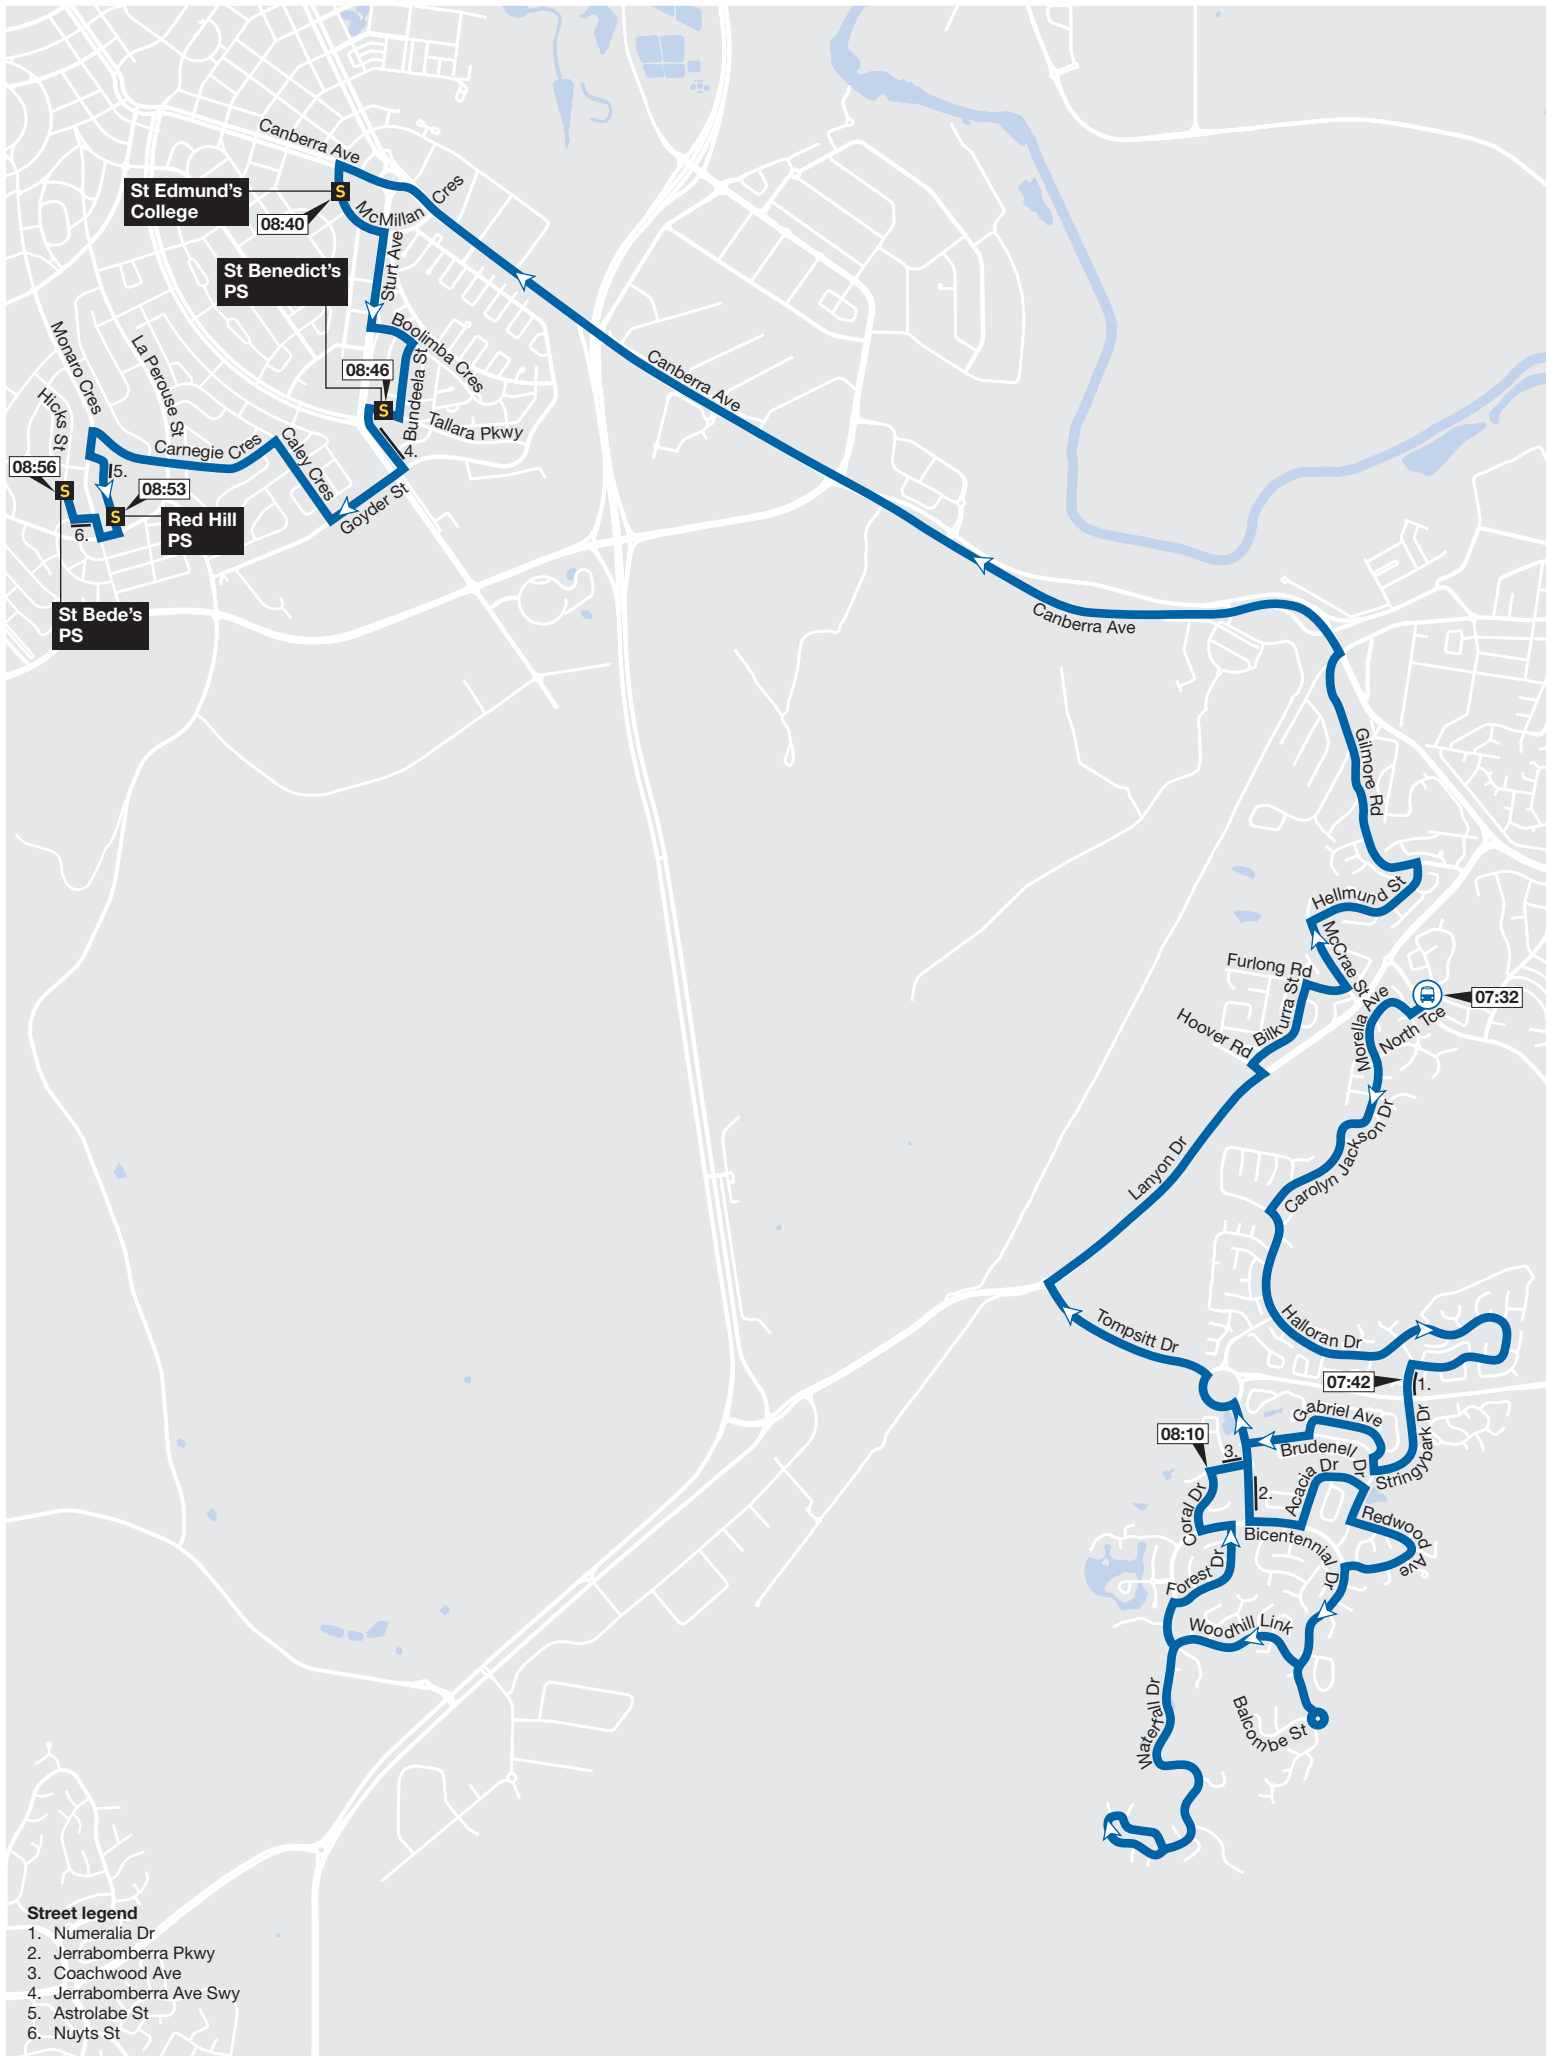 Canberra Ave
St Edmund's
College
S
08:40
McMillan Cres
St Benedict's
PS
Sturt Ave
Boolimba Cres
Monaro Cres
La Perouse St
08:46
S
Bundeela St
Canberra Ave
Hicks St
Tallara Pkwy
Carnegie Cres
Caley Cres
4.
08:56
S
5.
08:53
S
Red Hill
PS
Goyder St
6.
St Bede's
PS
Canberra Ave
Gilmore Rd
Hellmund St
McCrae St
Furlong Rd
Bilkurra St
Hoover Rd
Morella Ave
North Tce
07:32
Carolyn Jackson Dr
Lanyon Dr
Halloran Dr
Tompsitt Dr
07:42
1.
Gabriel Ave
Stringybark Dr
08:10
3.
Brudenell Dr
Acacia Dr
2.
Coral Dr
Redwood Ave
Bicentennial Dr
Forest Dr
Woodhill Link
Waterfall Dr
Balcombe St
Street legend
1. Numeralia Dr
2. Jerrabomberra Pkwy
3. Coachwood Ave
4. Jerrabomberra Ave Swy
5. Astrolabe St
6. Nuyts St